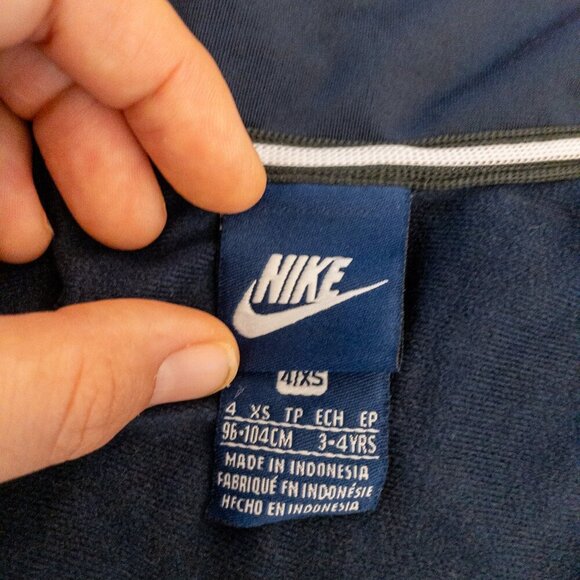 NIKE
4/XS
4 XS TP ECH EP
96-104CM 3-4YRS
MADE IN INDONESIA
FABRIQUÉ EN INDONÉSIE
HECHO EN INDONESIA